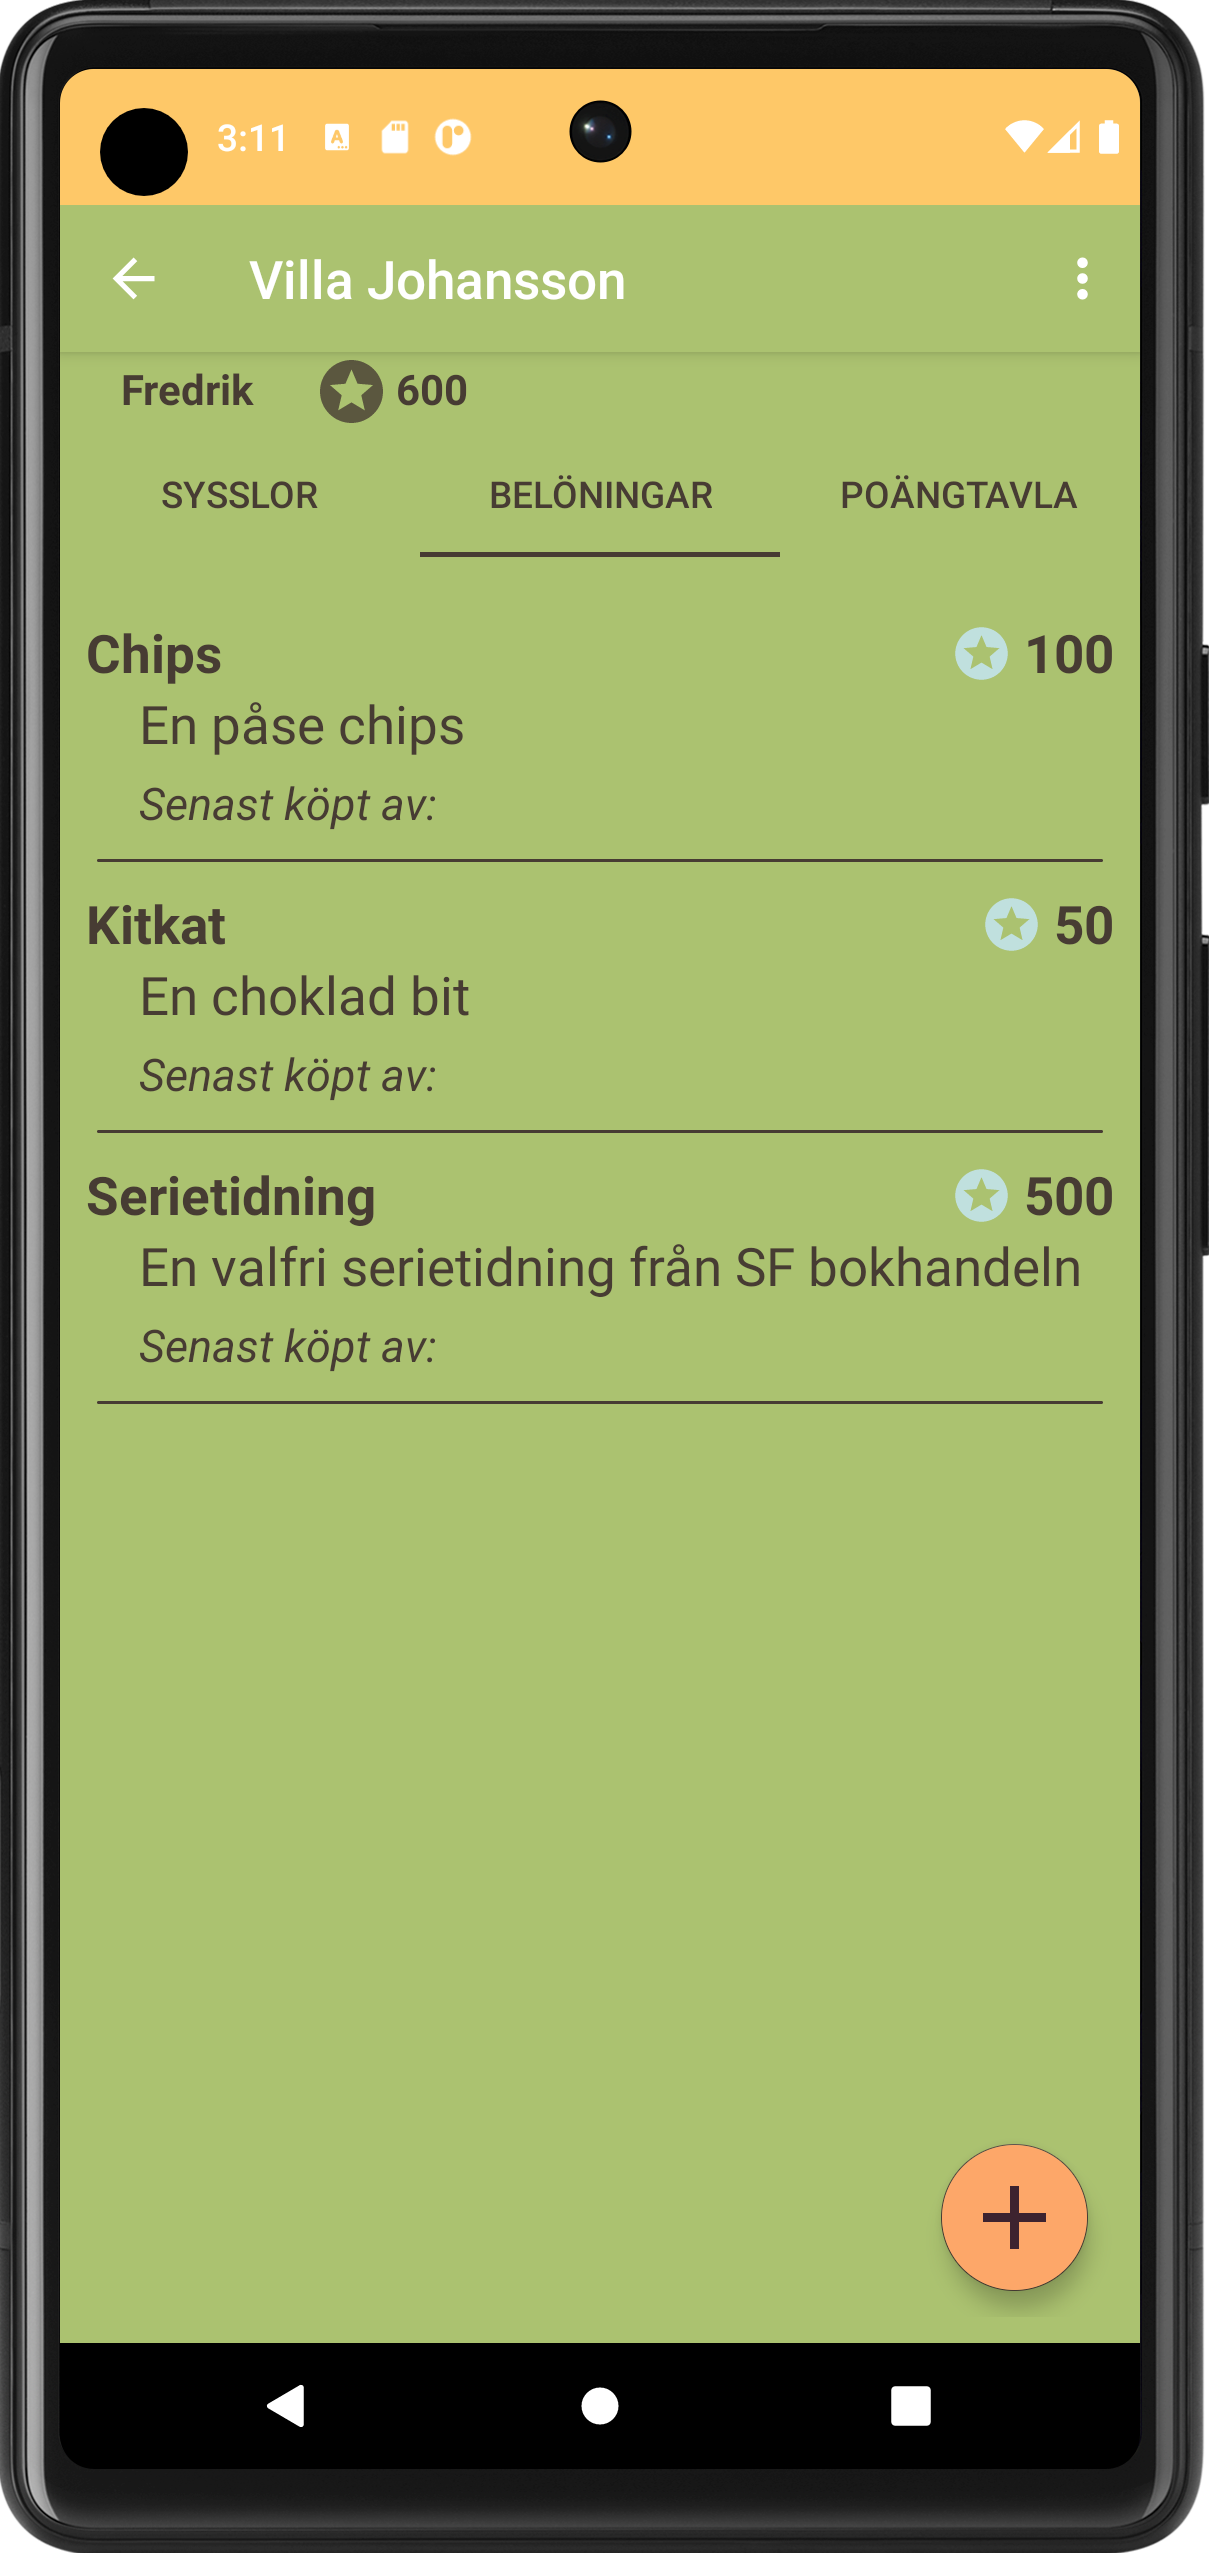 3:11
Villa Johansson
Fredrik 600
SYSSLOR BELÖNINGAR POÄNGTAVLA
Chips 100
En påse chips
Senast köpt av:
Kitkat 50
En choklad bit
Senast köpt av:
Serietidning 500
En valfri serietidning från SF bokhandeln
Senast köpt av: